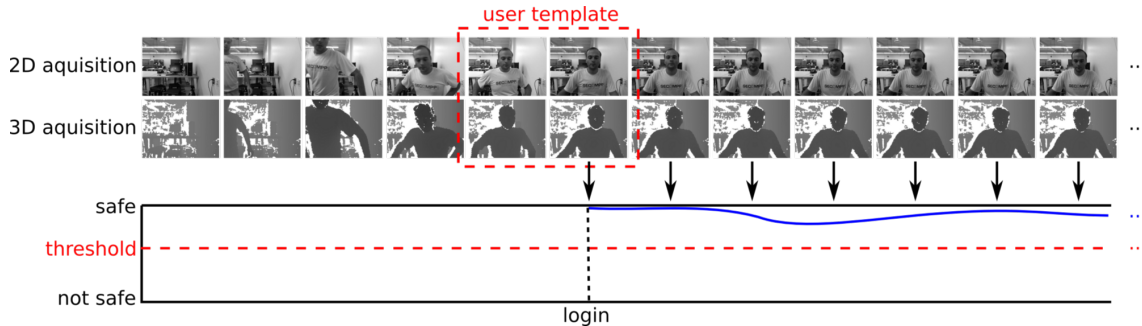 user template
2D aquisition
..
3D aquisition
..
safe
..
threshold
..
not safe
login